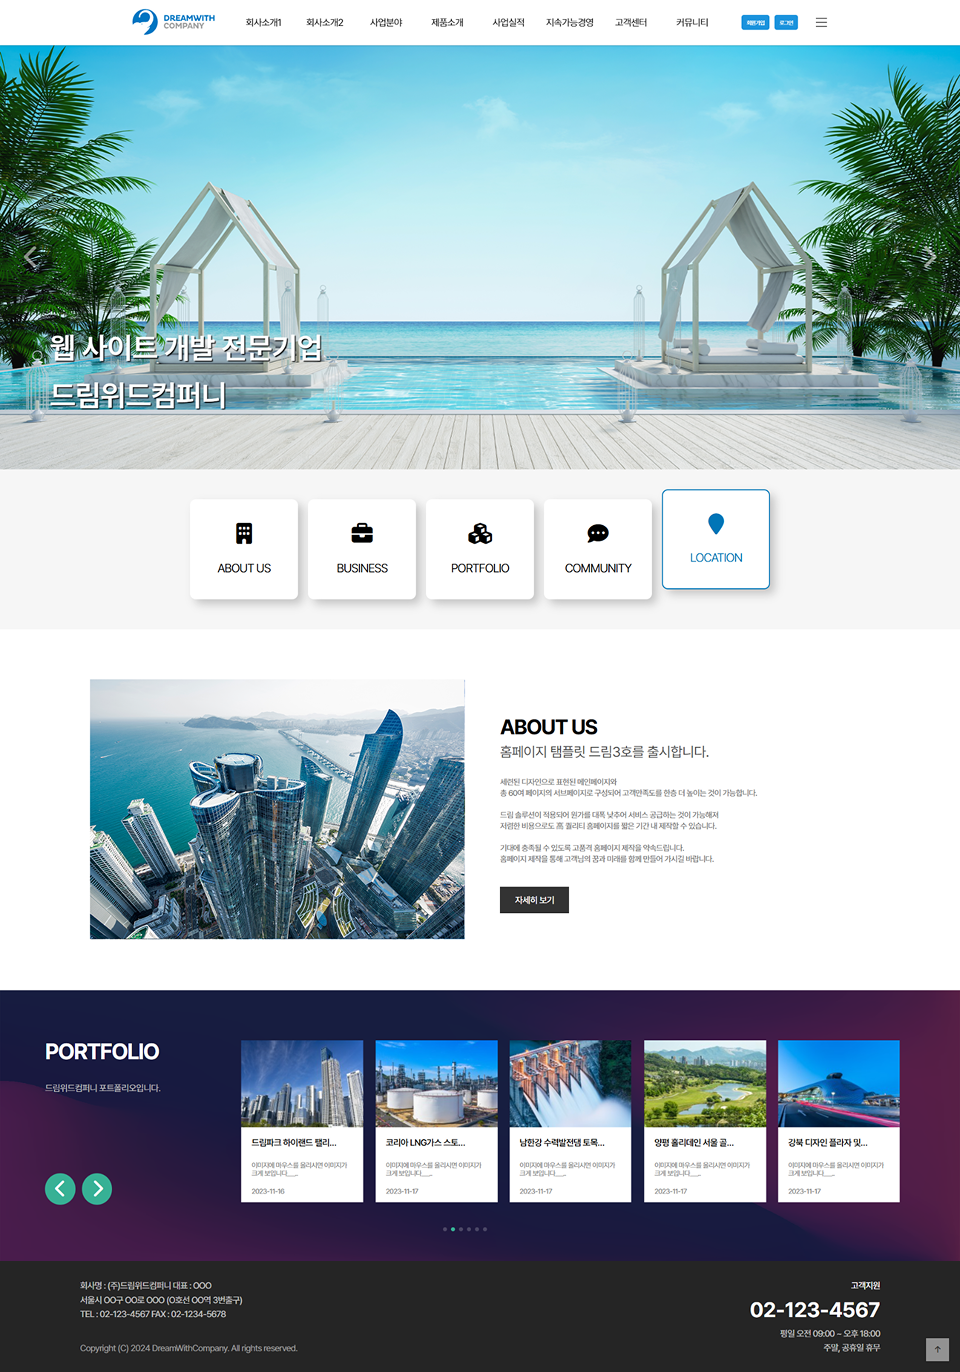 DREAMWITH
COMPANY
회사소개1 회사소개2 사업분야 제품소개 사업실적 지속가능경영 고객센터 커뮤니티 회원가입 로그인
웹 사이트 개발 전문기업
드림위드컴퍼니
ABOUT US BUSINESS PORTFOLIO COMMUNITY LOCATION
ABOUT US
홈페이지 탬플릿 드림3호를 출시합니다.
세련된 디자인으로 표현된 메인페이지와
총 60여 페이지의 서브페이지로 구성되어 고객만족도를 한층 더 높이는 것이 가능합니다.
드림 솔루션이 적용되어 원가를 대폭 낮추어 서비스 공급하는 것이 가능해져
저렴한 비용으로도 高 퀄리티 홈페이지를 짧은 기간 내 제작할 수 있습니다.
기대에 충족될 수 있도록 고품격 홈페이지 제작을 약속드립니다.
홈페이지 제작을 통해 고객님의 꿈과 미래를 함께 만들어 가시길 바랍니다.
자세히 보기
PORTFOLIO
드림위드컴퍼니 포트폴리오입니다.
드림파크 하이랜드 팰리...
이미지에 마우스를 올리시면 이미지가
크게 보입니다__...
2023-11-16
코리아 LNG가스 스토...
이미지에 마우스를 올리시면 이미지가
크게 보입니다__...
2023-11-17
남한강 수력발전댐 토목...
이미지에 마우스를 올리시면 이미지가
크게 보입니다__...
2023-11-17
양평 홀리데인 서울 골...
이미지에 마우스를 올리시면 이미지가
크게 보입니다__...
2023-11-17
강북 디자인 플라자 및...
이미지에 마우스를 올리시면 이미지가
크게 보입니다__...
2023-11-17
회사명 : (주)드림위드컴퍼니 대표 : OOO
서울시 OO구 OO로 OOO (O호선 OO역 3번출구)
TEL : 02-123-4567 FAX : 02-1234-5678
Copyright (C) 2024 DreamWithCompany. All rights reserved.
고객지원
02-123-4567
평일 오전 09:00 ~ 오후 18:00
주말, 공휴일 휴무